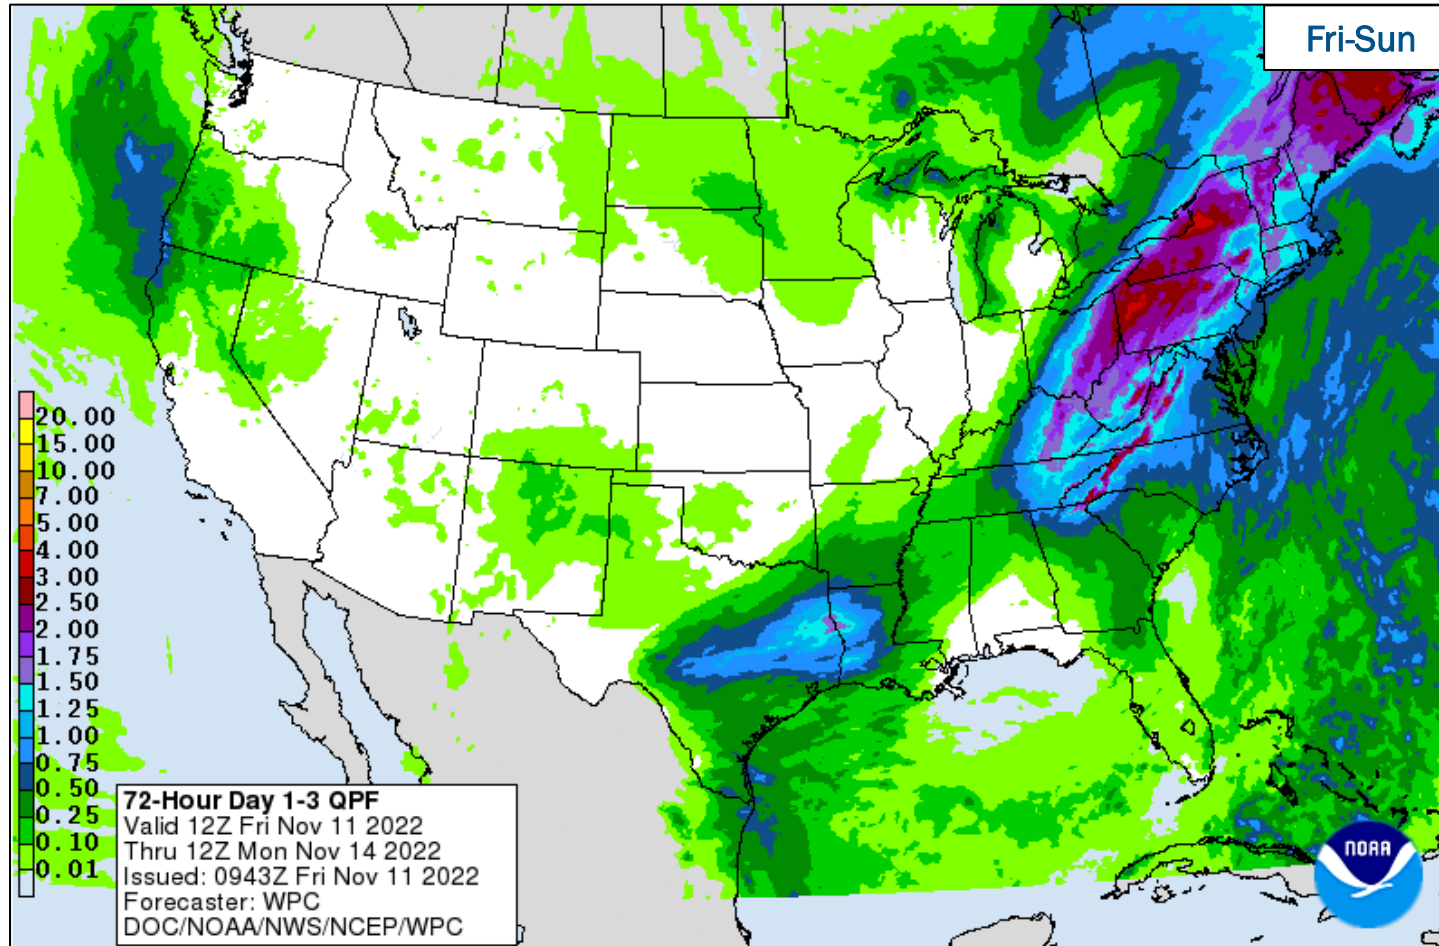 Fri-Sun
20.00
15.00
10.00
7.00
5.00
4.00
3.00
2.50
2.00
1.75
1.50
1.25
1.00
0.75
0.50
0.25
0.10
0.01
72-Hour Day 1-3 QPF
Valid 12Z Fri Nov 11 2022
Thru 12Z Mon Nov 14 2022
Issued: 0943Z Fri Nov 11 2022
Forecaster: WPC
DOC/NOAA/NWS/NCEP/WPC
NOAA